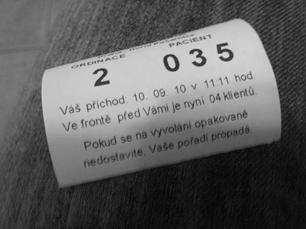 ORDINACE PACIENT
2 035
Váš příchod: 10. 09. 10 v 11:11 hod.
Ve frontě před Vámi je nyní 04 klientů.
Pokud se na vyvolání opakovaně
nedostavíte, Vaše pořadí propadá.